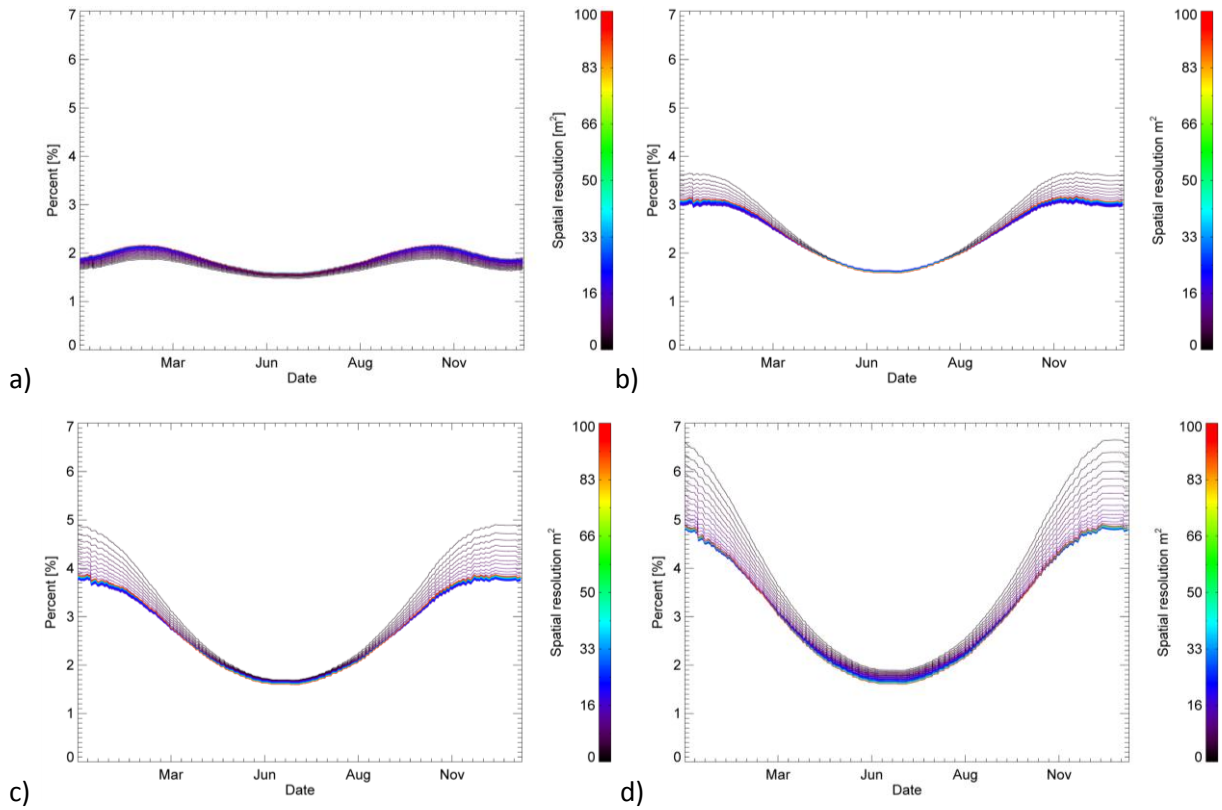 7
6
5
4
3
2
1
0
Percent [%]
Mar
Jun
Aug
Nov
Date
100
83
66
50
33
16
0
Spatial resolution [m²]
a)
7
6
5
4
3
2
1
0
Percent [%]
Mar
Jun
Aug
Nov
Date
100
83
66
50
33
16
0
Spatial resolution m²
b)
7
6
5
4
3
2
1
0
Percent [%]
Mar
Jun
Aug
Nov
Date
100
83
66
50
33
16
0
Spatial resolution m²
c)
7
6
5
4
3
2
1
0
Percent [%]
Mar
Jun
Aug
Nov
Date
100
83
66
50
33
16
0
Spatial resolution m²
d)